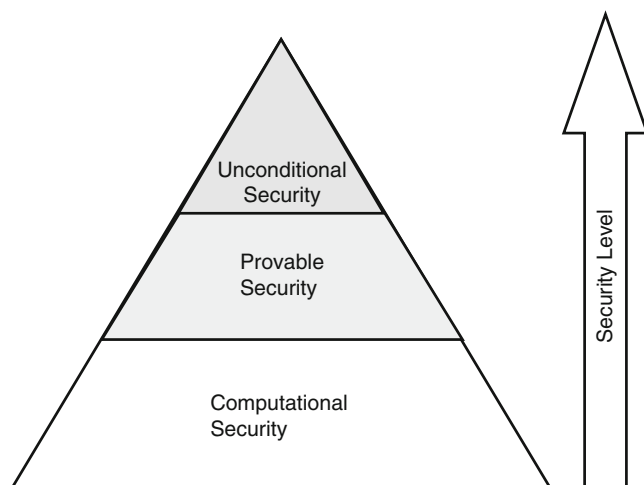 Unconditional
Security
Provable
Security
Computational
Security
Security Level